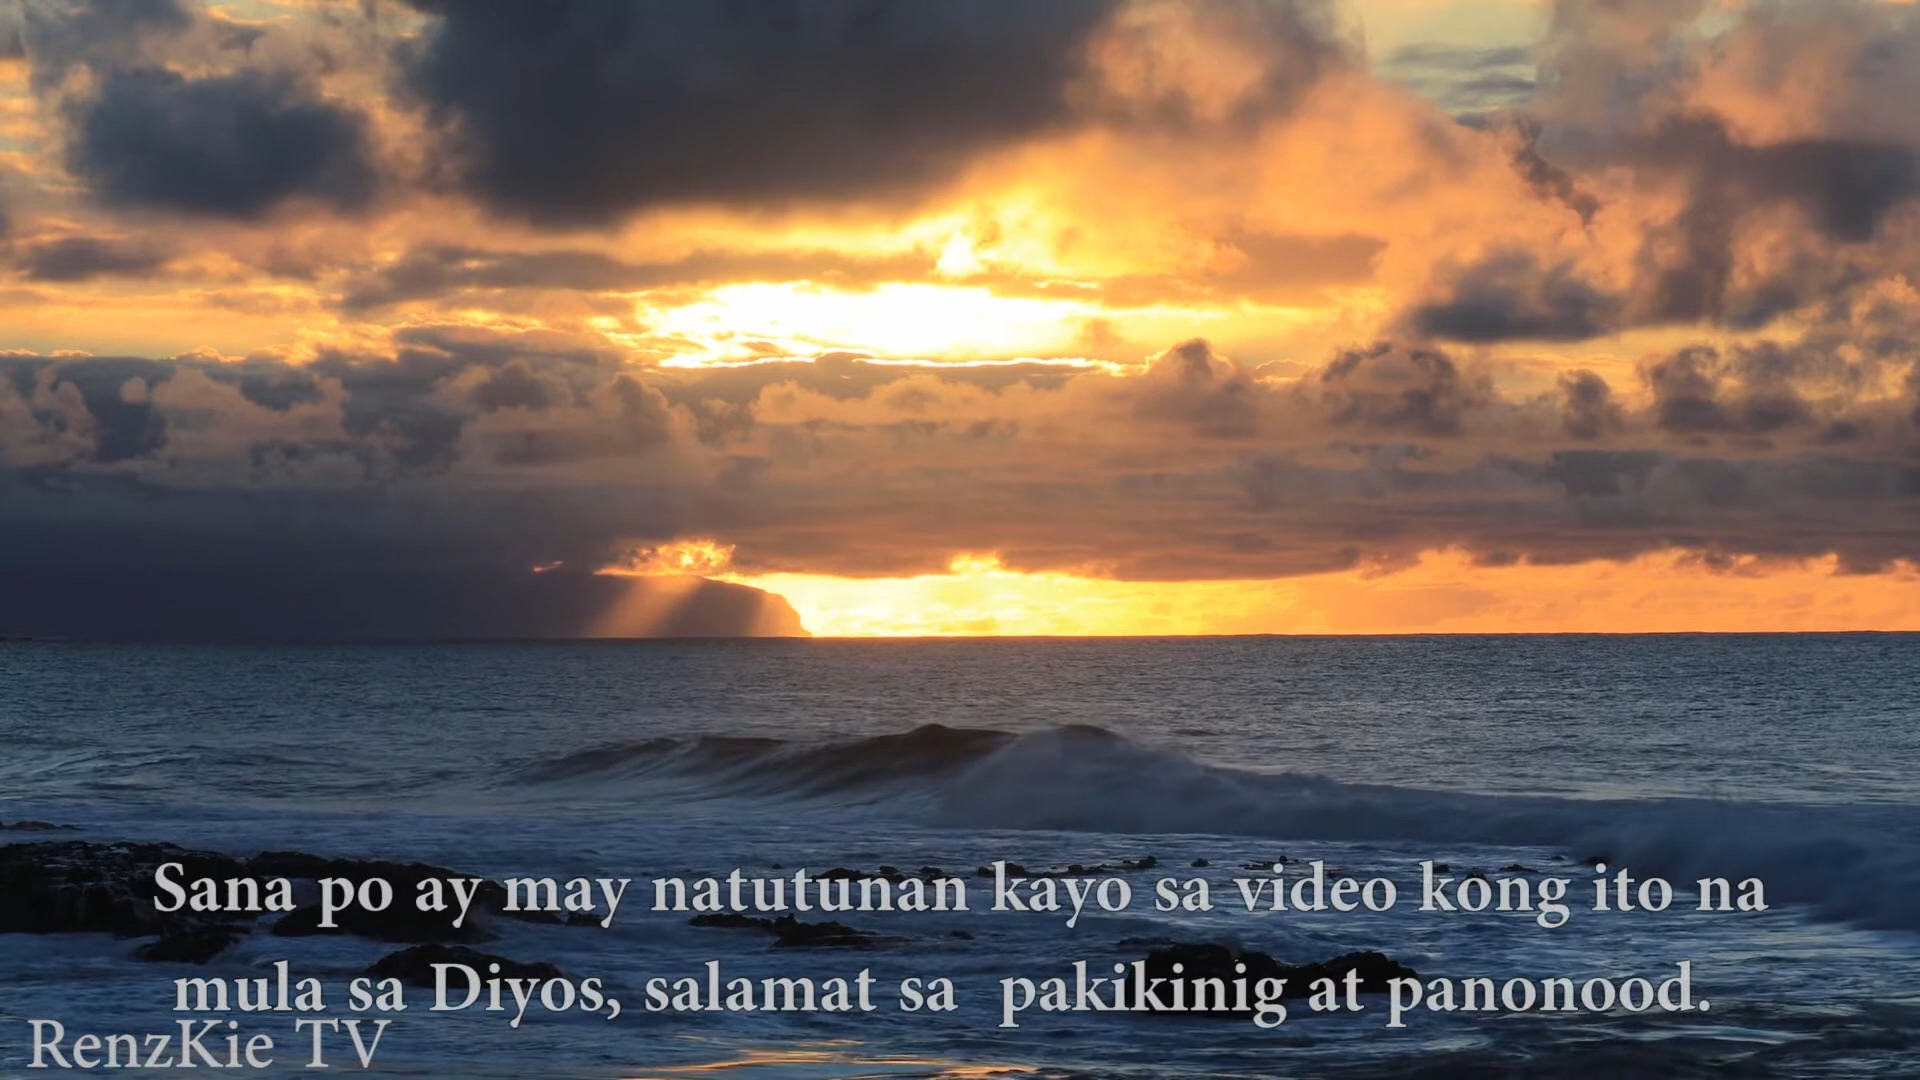 Sana po ay may natutunan kayo sa video kong ito na
mula sa Diyos, salamat sa  pakikinig at panonood.
RenzKie TV